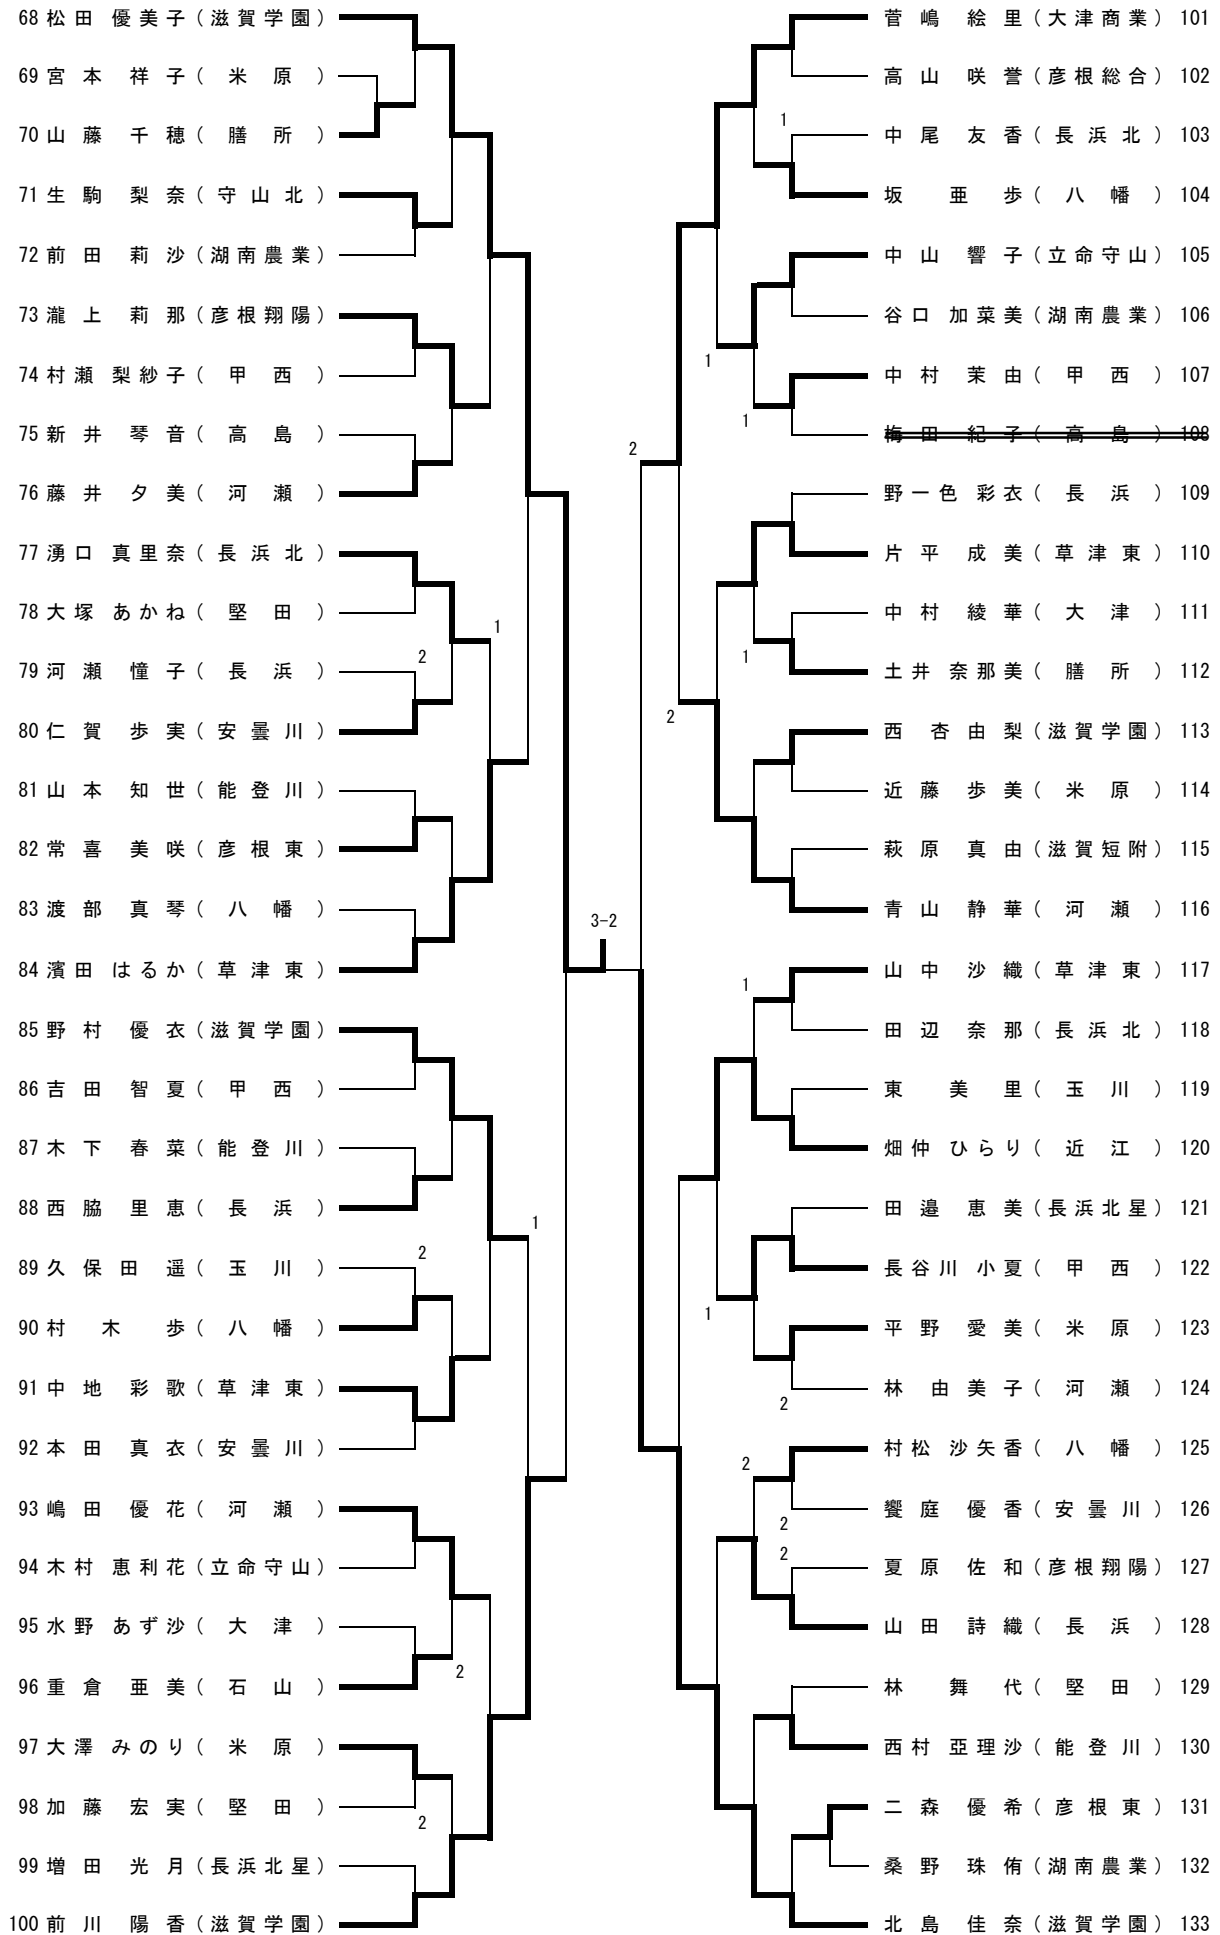 68 松田 優美子（滋賀学園）
69 宮本 祥子（米原）
70 山藤 千穂（膳所）
71 生駒 梨奈（守山北）
72 前田 莉沙（湖南農業）
73 瀧上 莉那（彦根翔陽）
74 村瀬 梨紗子（甲西）
75 新井 琴音（高島）
76 藤井 夕美（河瀬）
77 湧口 真里奈（長浜北）
78 大塚 あかね（堅田）
1
79 河瀬 憧子（長浜）
2
80 仁賀 歩実（安曇川）
81 山本 知世（能登川）
82 常喜 美咲（彦根東）
83 渡部 真琴（八幡）
84 濱田 はるか（草津東）
85 野村 優衣（滋賀学園）
86 吉田 智夏（甲西）
87 木下 春菜（能登川）
88 西脇 里恵（長浜）
1
89 久保田 遥（玉川）
2
90 村木 歩（八幡）
91 中地 彩歌（草津東）
92 本田 真衣（安曇川）
93 嶋田 優花（河瀬）
94 木村 恵利花（立命守山）
95 水野 あず沙（大津）
96 重倉 亜美（石山）
2
97 大澤 みのり（米原）
98 加藤 宏実（堅田）
2
99 増田 光月（長浜北星）
100 前川 陽香（滋賀学園）
3-2
菅嶋 絵里（大津商業）101
高山 咲誉（彦根総合）102
1
中尾 友香（長浜北）103
坂 亜歩（八幡）104
中山 響子（立命守山）105
谷口 加菜美（湖南農業）106
1
中村 茉由（甲西）107
1
梅田 紀子（高島）108
2
野一色 彩衣（長浜）109
片平 成美（草津東）110
中村 綾華（大津）111
1
土井 奈那美（膳所）112
2
西 杏由梨（滋賀学園）113
近藤 歩美（米原）114
萩原 真由（滋賀短附）115
青山 静華（河瀬）116
山中 沙織（草津東）117
1
田辺 奈那（長浜北）118
東 美里（玉川）119
畑仲 ひらり（近江）120
田邉 恵美（長浜北星）121
長谷川 小夏（甲西）122
1
平野 愛美（米原）123
林 由美子（河瀬）124
2
村松 沙矢香（八幡）125
2
饗庭 優香（安曇川）126
2
2
夏原 佐和（彦根翔陽）127
山田 詩織（長浜）128
林 舞代（堅田）129
西村 亞理沙（能登川）130
二森 優希（彦根東）131
桑野 珠侑（湖南農業）132
北島 佳奈（滋賀学園）133